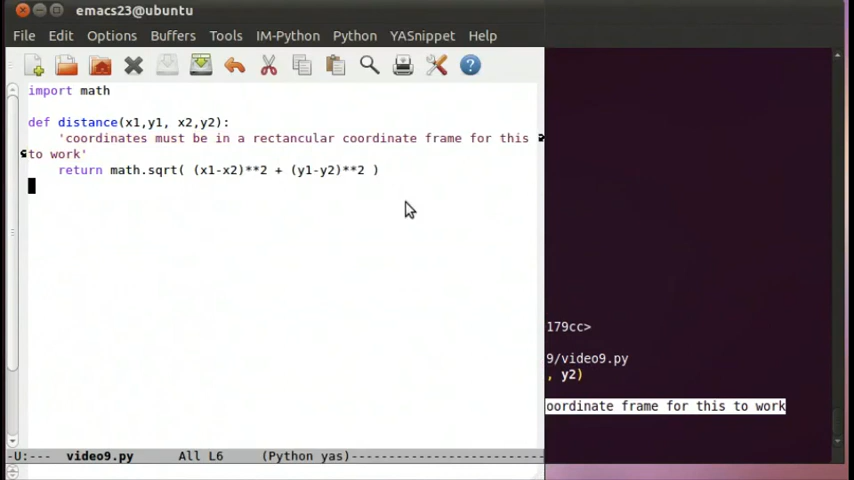 emacs23@ubuntu
File Edit Options Buffers Tools IM-Python Python YASnippet Help
import math
def distance(x1,y1, x2,y2):
'coordinates must be in a rectancular coordinate frame for this
to work'
return math.sqrt( (x1-x2)**2 + (y1-y2)**2 )
179cc>
9/video9.py
, y2)
oordinate frame for this to work
-U:--- video9.py All L6 (Python yas)------------------------